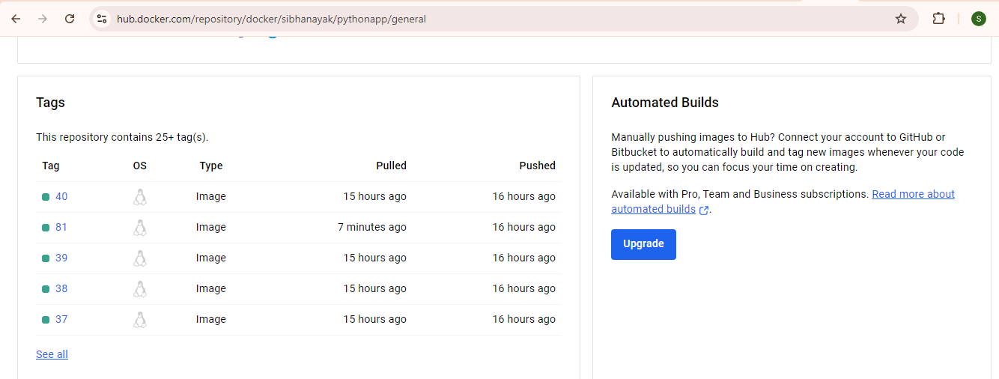 hub.docker.com/repository/docker/sibhanayak/pythonapp/general
S
Tags
This repository contains 25+ tag(s).
Tag OS Type Pulled Pushed
40 Image 15 hours ago 16 hours ago
81 Image 7 minutes ago 16 hours ago
39 Image 15 hours ago 16 hours ago
38 Image 15 hours ago 16 hours ago
37 Image 15 hours ago 16 hours ago
See all
Automated Builds
Manually pushing images to Hub? Connect your account to GitHub or
Bitbucket to automatically build and tag new images whenever your code
is updated, so you can focus your time on creating.
Available with Pro, Team and Business subscriptions. Read more about
automated builds .
Upgrade